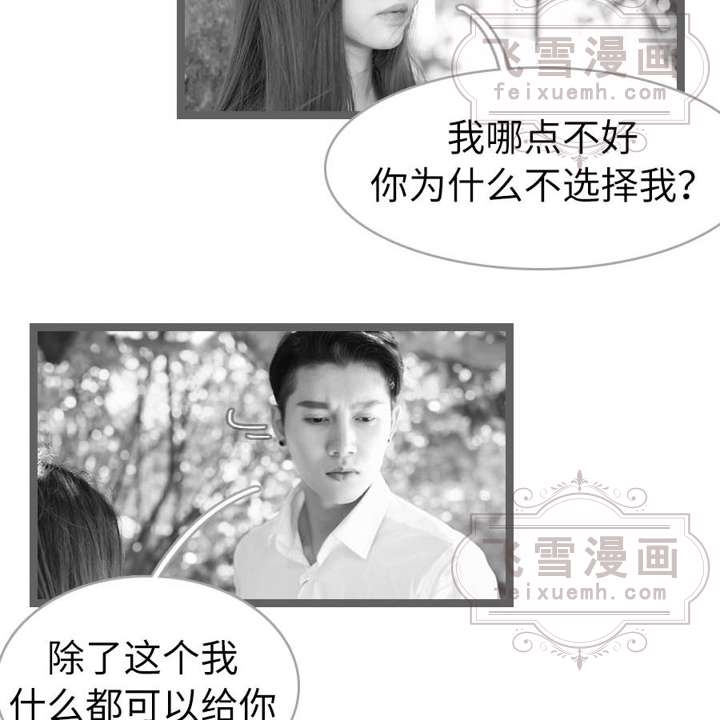 飞雪漫画
feixuemh.com
我哪点不好
你为什么不选择我?
飞雪漫画
feixuemh.com
除了这个我
什么都可以给你